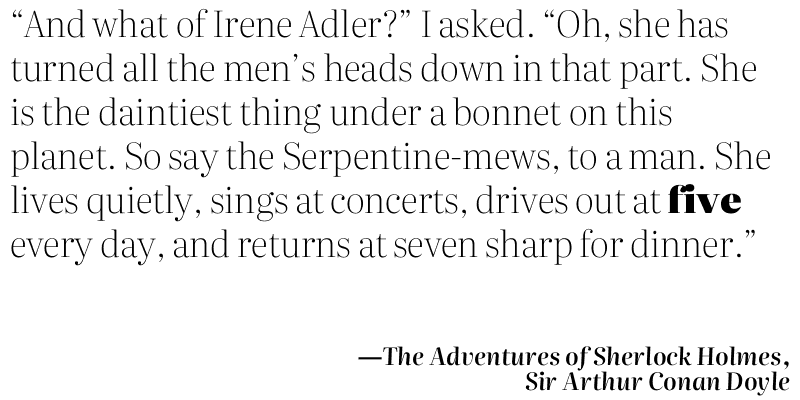 “And what of Irene Adler?” I asked. “Oh, she has
turned all the men’s heads down in that part. She
is the daintiest thing under a bonnet on this
planet. So say the Serpentine-mews, to a man. She
lives quietly, sings at concerts, drives out at five
every day, and returns at seven sharp for dinner.”
—The Adventures of Sherlock Holmes,
Sir Arthur Conan Doyle